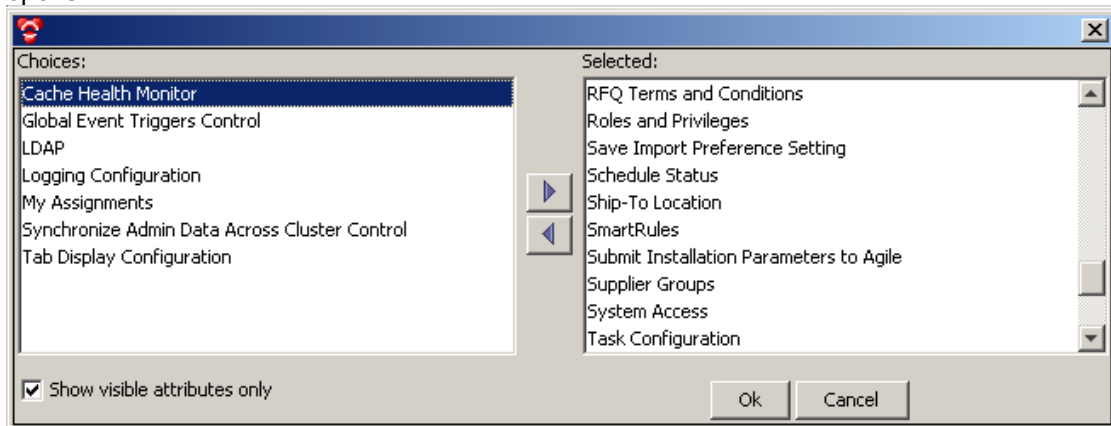 Choices:
Cache Health Monitor
Global Event Triggers Control
LDAP
Logging Configuration
My Assignments
Synchronize Admin Data Across Cluster Control
Tab Display Configuration
Selected:
RFQ Terms and Conditions
Roles and Privileges
Save Import Preference Setting
Schedule Status
Ship-To Location
SmartRules
Submit Installation Parameters to Agile
Supplier Groups
System Access
Task Configuration
Show visible attributes only
Ok
Cancel